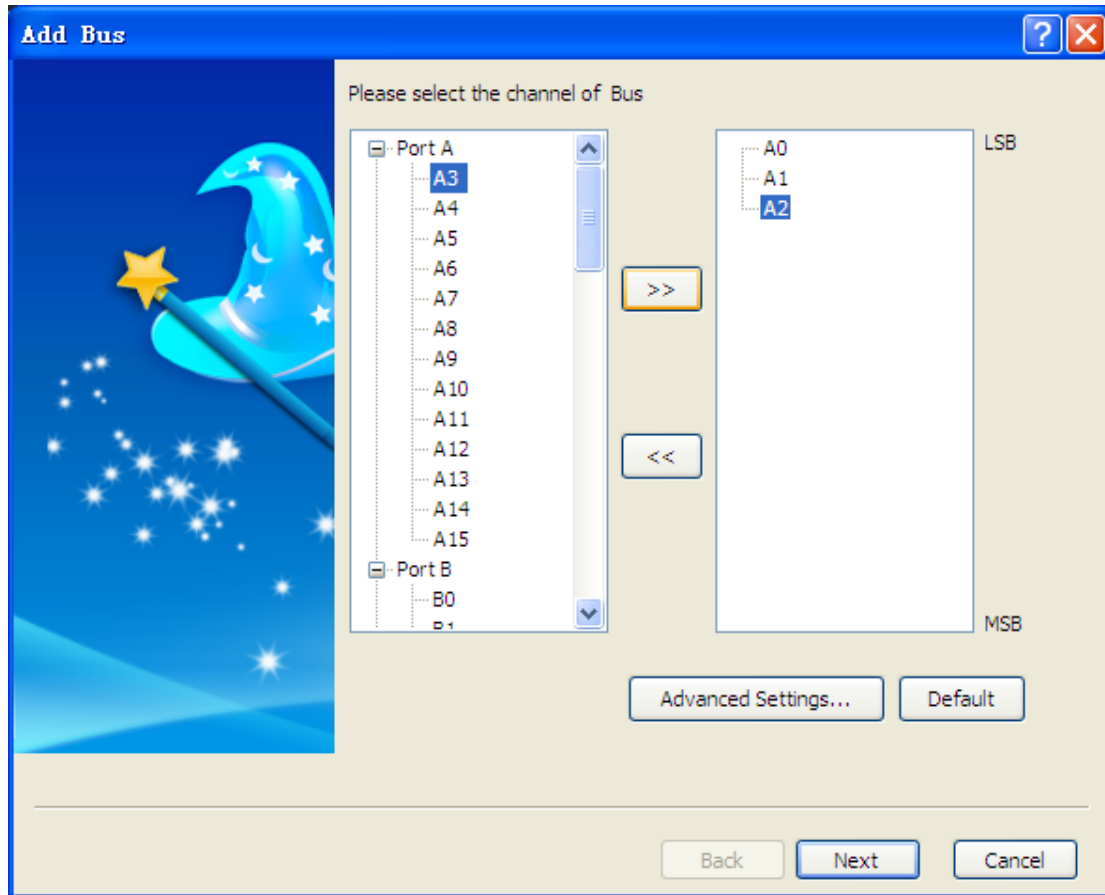 Add Bus
Please select the channel of Bus
Port A
A3
A4
A5
A6
A7
A8
A9
A10
A11
A12
A13
A14
A15
Port B
B0
B1
>>
<<
A0
A1
A2
LSB
MSB
Advanced Settings...
Default
Back
Next
Cancel